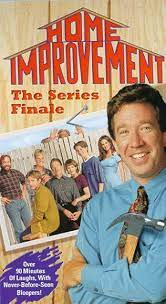 HOME
IMPROVEMENT
The Series
Finale
Over
90 Minutes
Of Laughs, With
Never-Before-Seen
Bloopers!